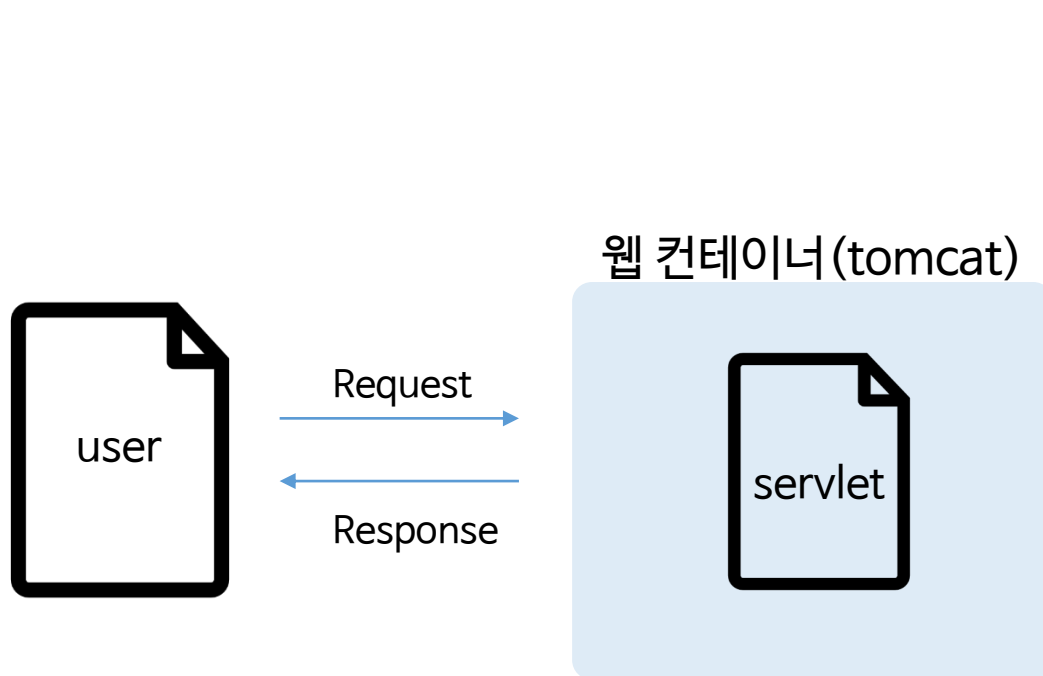 웹 컨테이너(tomcat)
Request
user
servlet
Response